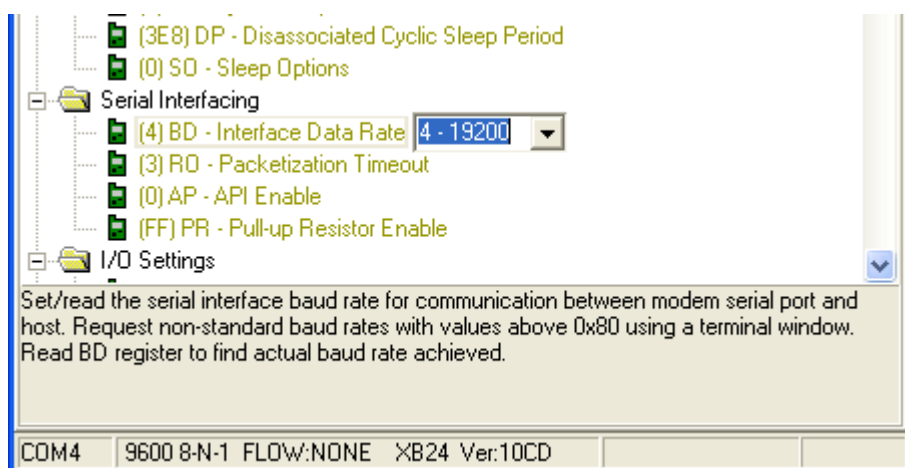 (3E8) DP - Disassociated Cyclic Sleep Period
(0) SO - Sleep Options
Serial Interfacing
(4) BD - Interface Data Rate 4 - 19200
(3) RO - Packetization Timeout
(0) AP - API Enable
(FF) PR - Pull-up Resistor Enable
I/O Settings
Set/read the serial interface baud rate for communication between modem serial port and
host. Request non-standard baud rates with values above 0x80 using a terminal window.
Read BD register to find actual baud rate achieved.
COM4 9600 8-N-1 FLOW:NONE XB24 Ver:10CD